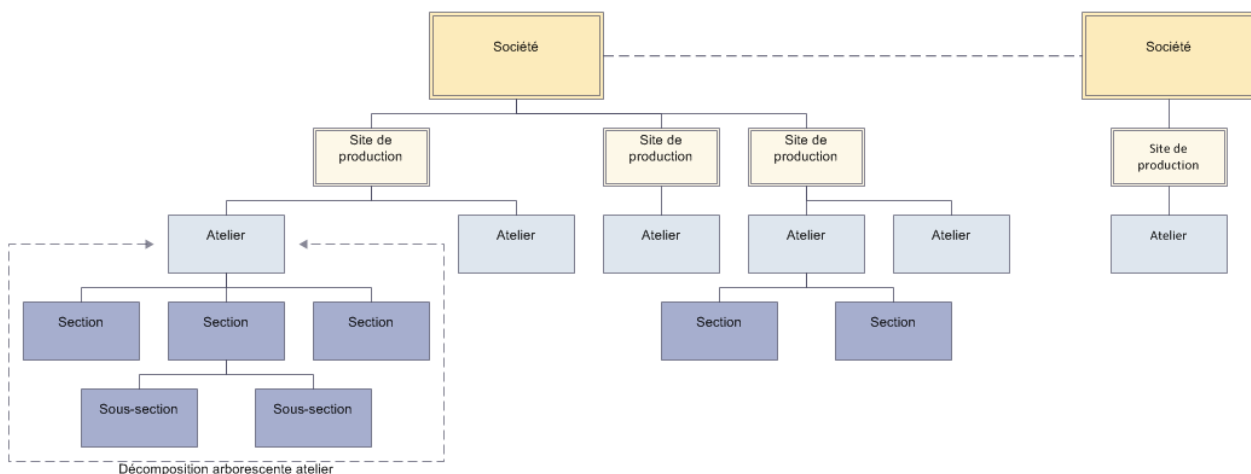 Société
Société
Site de
production
Site de
production
Site de
production
Site de
production
Atelier
Atelier
Atelier
Atelier
Atelier
Atelier
Section
Section
Section
Section
Section
Sous-section
Sous-section
Décomposition arborescente atelier